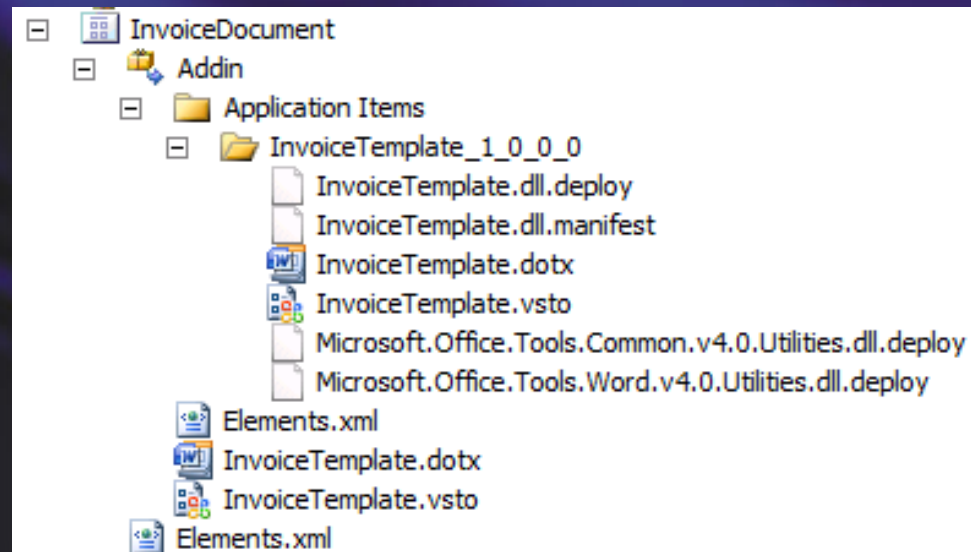 InvoiceDocument
Addin
Application Items
InvoiceTemplate_1_0_0_0
InvoiceTemplate.dll.deploy
InvoiceTemplate.dll.manifest
InvoiceTemplate.dotx
InvoiceTemplate.vsto
Microsoft.Office.Tools.Common.v4.0.Utilities.dll.deploy
Microsoft.Office.Tools.Word.v4.0.Utilities.dll.deploy
Elements.xml
InvoiceTemplate.dotx
InvoiceTemplate.vsto
Elements.xml